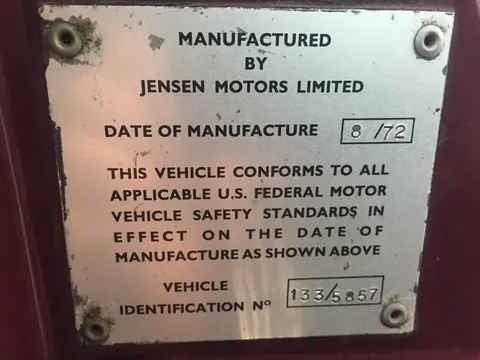 MANUFACTURED
BY
JENSEN MOTORS LIMITED
DATE OF MANUFACTURE 8/72
THIS VEHICLE CONFORMS TO ALL
APPLICABLE U.S. FEDERAL MOTOR
VEHICLE SAFETY STANDARDS IN
EFFECT ON THE DATE OF
MANUFACTURE AS SHOWN ABOVE
VEHICLE
IDENTIFICATION Nº 133/5857